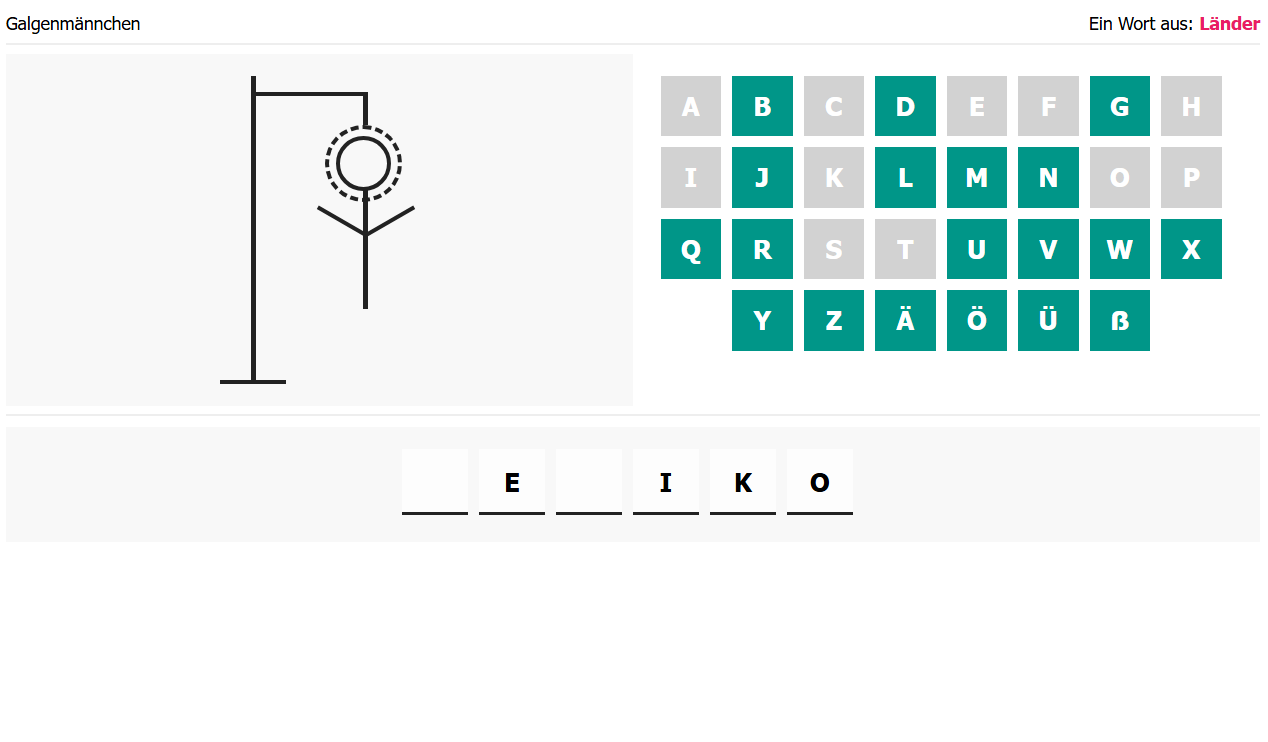 Galgenmännchen
Ein Wort aus: Länder
A B C D E F G H
I J K L M N O P
Q R S T U V W X
Y Z Ä Ö Ü ß
E I K O